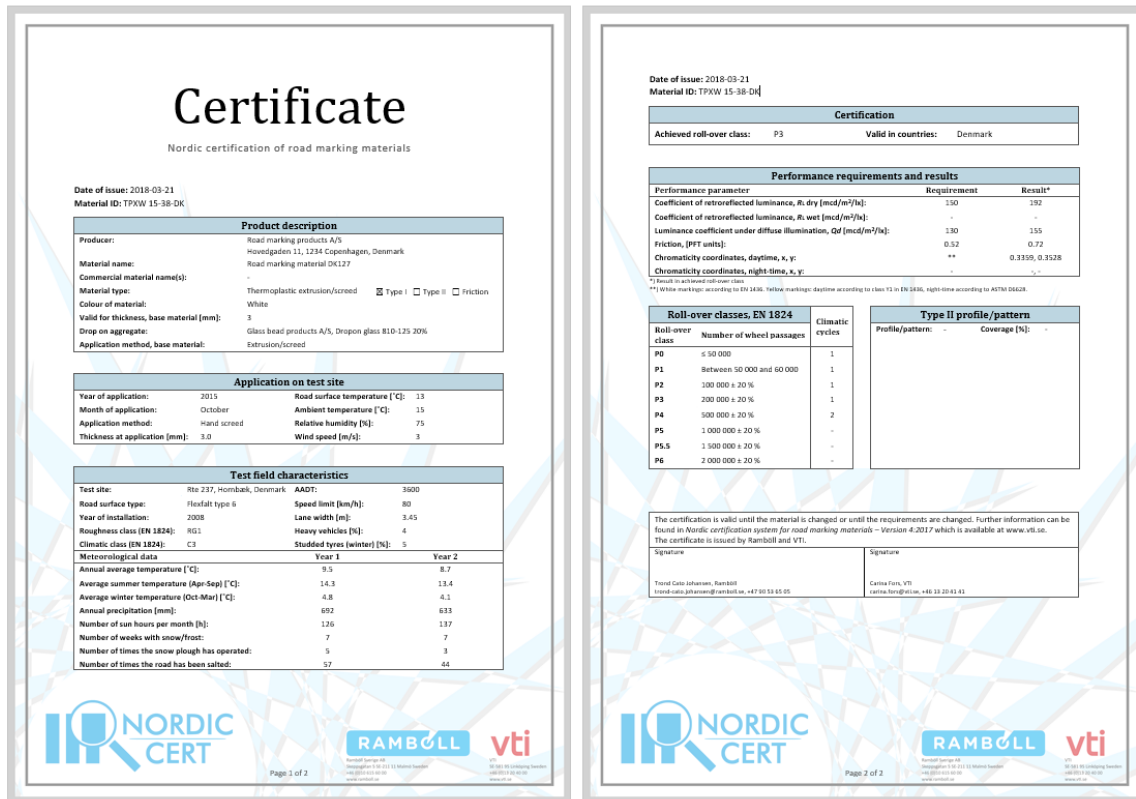 Certificate
Nordic certification of road marking materials
Date of issue: 2018-03-21
Material ID: TPXW 15-38-DK
Product description
Producer: Road marking products A/S
Hovedgaden 11, 1234 Copenhagen, Denmark
Material name: Road marking material DK127
Commercial material name(s): -
Material type: Thermoplastic extrusion/screed ☒ Type I ☐ Type II ☐ Friction
Colour of material: White
Valid for thickness, base material [mm]: 3
Drop on aggregate: Glass bead products A/S, Dropon glass 810-125 20%
Application method, base material: Extrusion/screed
Application on test site
Year of application: 2015 Road surface temperature [˚C]: 13
Month of application: October Ambient temperature [˚C]: 15
Application method: Hand screed Relative humidity [%]: 75
Thickness at application [mm]: 3.0 Wind speed [m/s]: 3
Test field characteristics
Test site: Rte 237, Hornbæk, Denmark AADT: 3600
Road surface type: Flexfalt type 6 Speed limit [km/h]: 80
Year of installation: 2008 Lane width [m]: 3.45
Roughness class (EN 1824): RG1 Heavy vehicles [%]: 4
Climatic class (EN 1824): C3 Studded tyres (winter) [%]: 5
Meteorological data Year 1 Year 2
Annual average temperature [˚C]: 9.5 8.7
Average summer temperature (Apr-Sep) [˚C]: 14.3 13.4
Average winter temperature (Oct-Mar) [˚C]: 4.8 4.1
Annual precipitation [mm]: 692 633
Number of sun hours per month [h]: 126 137
Number of weeks with snow/frost: 7 7
Number of times the snow plough has operated: 5 3
Number of times the road has been salted: 57 44
NORDIC
CERT
RAMBOLL
vti
Page 1 of 2
Date of issue: 2018-03-21
Material ID: TPXW 15-38-DK
Certification
Achieved roll-over class: P3 Valid in countries: Denmark
Performance requirements and results
Performance parameter Requirement Result*
Coefficient of retroreflected luminance, RL dry [mcd/m²/lx]: 150 192
Coefficient of retroreflected luminance, RL wet [mcd/m²/lx]: - -
Luminance coefficient under diffuse illumination, Qd [mcd/m²/lx]: 130 155
Friction, [PFT units]: 0.52 0.72
Chromaticity coordinates, daytime, x, y: ** 0.3359, 0.3528
Chromaticity coordinates, night-time, x, y: - -, -
*) Result in achieved roll-over class
**) White markings: according to EN 1436. Yellow markings: daytime according to class Y1 in EN 1436, night-time according to ASTM D6628.
Roll-over classes, EN 1824 Climatic cycles
Roll-over class Number of wheel passages
P0 ≤ 50 000 1
P1 Between 50 000 and 60 000 1
P2 100 000 ± 20 % 1
P3 200 000 ± 20 % 1
P4 500 000 ± 20 % 2
P5 1 000 000 ± 20 % -
P5.5 1 500 000 ± 20 % -
P6 2 000 000 ± 20 % -
Type II profile/pattern
Profile/pattern: - Coverage [%]: -
The certification is valid until the material is changed or until the requirements are changed. Further information can be
found in Nordic certification system for road marking materials – Version 4:2017 which is available at www.vti.se.
The certificate is issued by Ramböll and VTI.
Signature Signature
Trond Cato Johansen, Ramböll Carina Fors, VTI
trond-cato.johansen@ramboll.se, +47 90 53 65 05 carina.fors@vti.se, +46 13 20 41 41
NORDIC
CERT
RAMBOLL
vti
Page 2 of 2